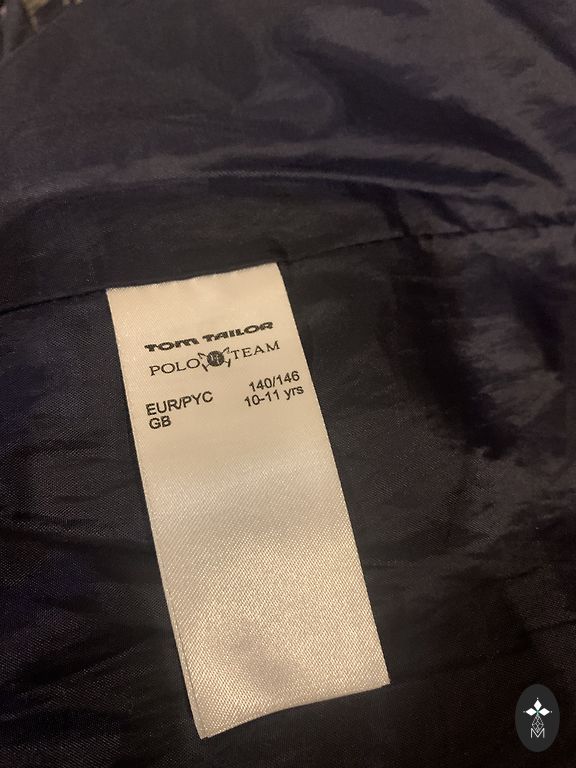 TOM TAILOR
POLO TEAM
EUR/PYC 140/146
GB 10-11 yrs